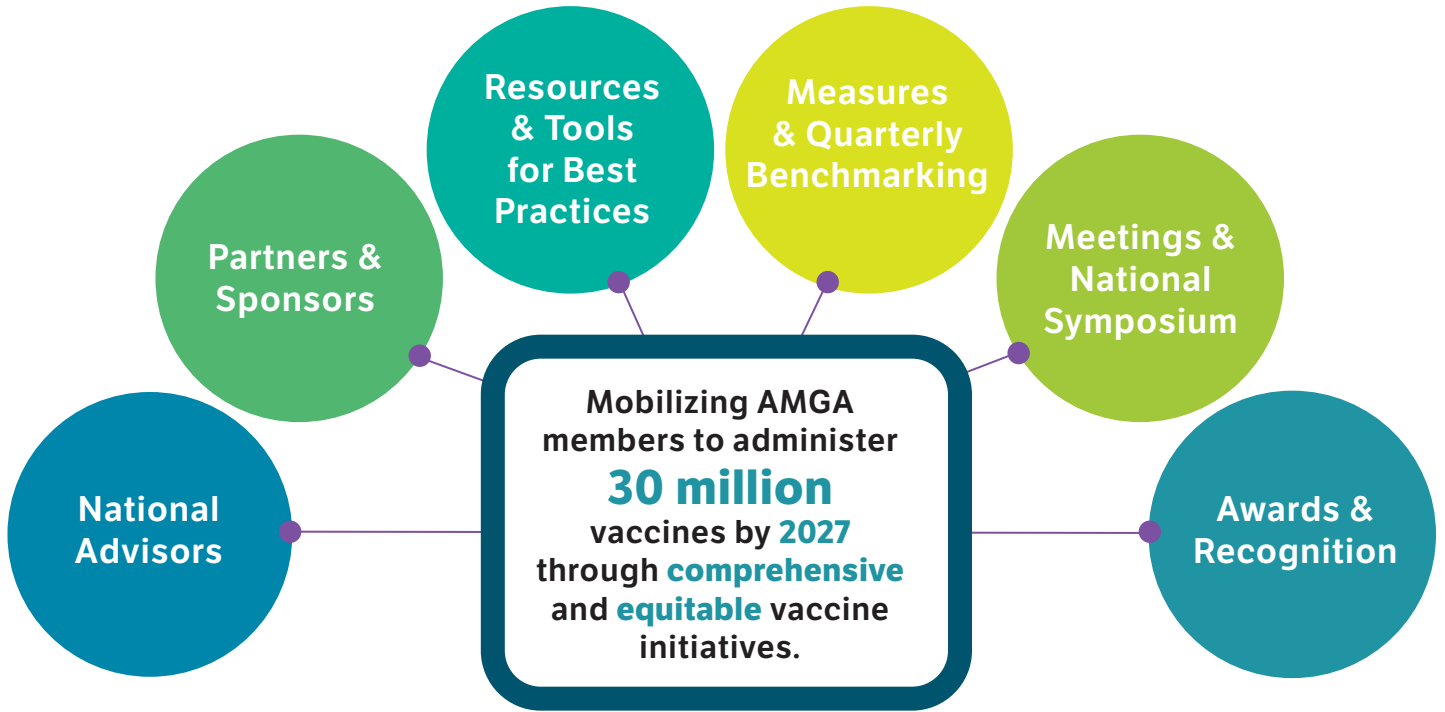 Resources
& Tools
for Best
Practices
Measures
& Quarterly
Benchmarking
Partners &
Sponsors
Meetings &
National
Symposium
National
Advisors
Mobilizing AMGA
members to administer
30 million
vaccines by 2027
through comprehensive
and equitable vaccine
initiatives.
Awards &
Recognition